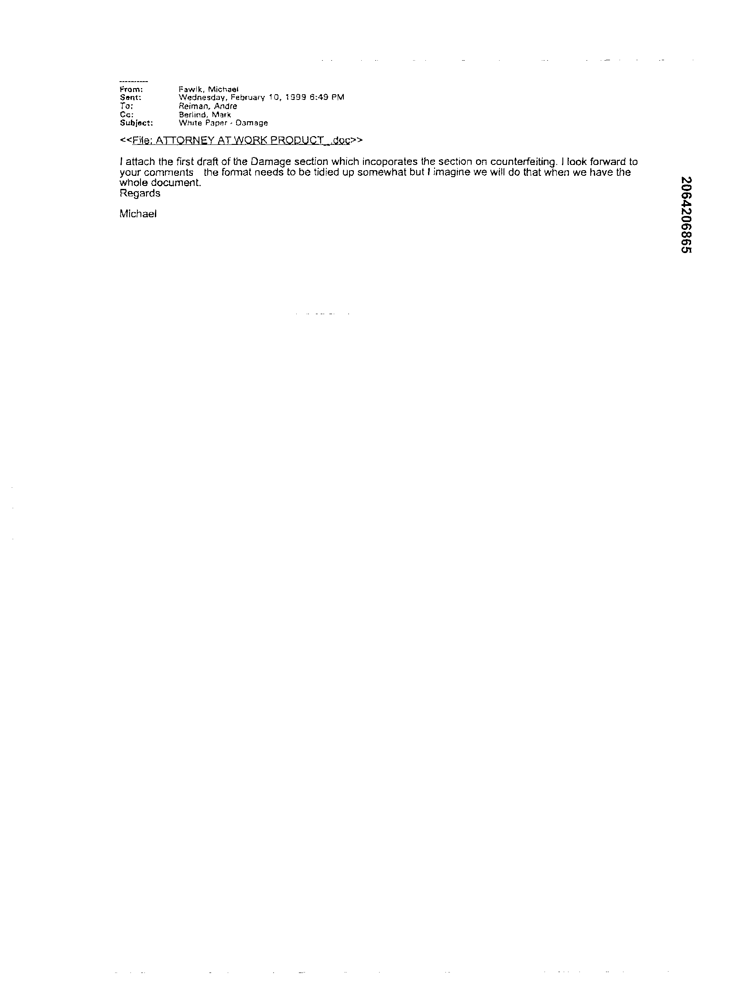 ----------
From: Fawlk, Michael
Sent: Wednesday, February 10, 1999 6:49 PM
To: Reiman, Andre
Cc: Berlind, Mark
Subject: White Paper - Damage
<<File: ATTORNEY AT WORK PRODUCT_.doc>>
I attach the first draft of the Damage section which incoporates the section on counterfeiting. I look forward to
your comments the format needs to be tidied up somewhat but I imagine we will do that when we have the
whole document.
Regards
Michael
2064206865